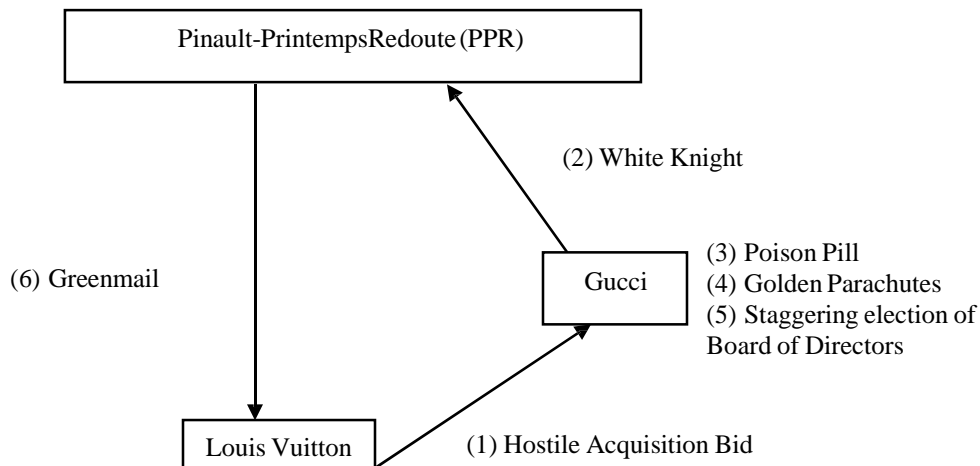 Pinault-PrintempsRedoute (PPR)
(2) White Knight
(6) Greenmail
Gucci
(3) Poison Pill
(4) Golden Parachutes
(5) Staggering election of
Board of Directors
Louis Vuitton
(1) Hostile Acquisition Bid